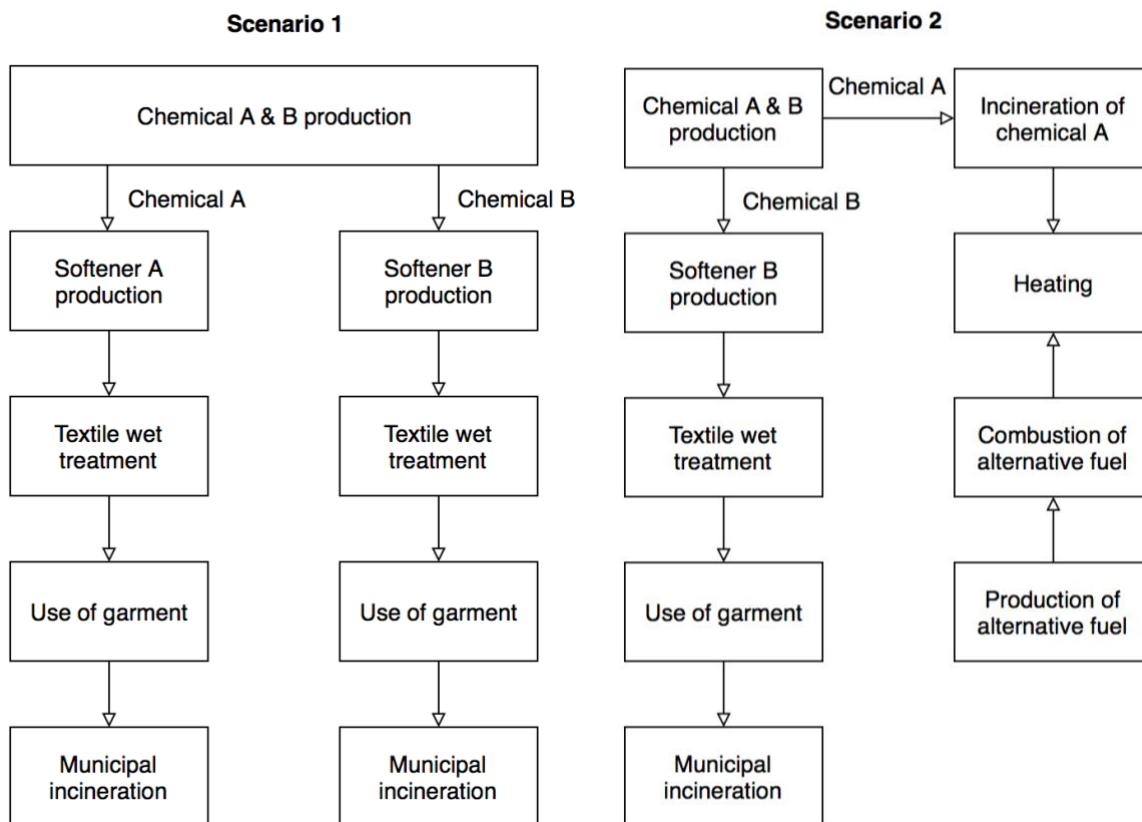 Scenario 1
Chemical A & B production
Chemical A
Chemical B
Softener A
production
Softener B
production
Textile wet
treatment
Textile wet
treatment
Use of garment
Use of garment
Municipal
incineration
Municipal
incineration
Scenario 2
Chemical A & B
production
Chemical A
Incineration of
chemical A
Chemical B
Softener B
production
Heating
Textile wet
treatment
Combustion of
alternative fuel
Use of garment
Production of
alternative fuel
Municipal
incineration